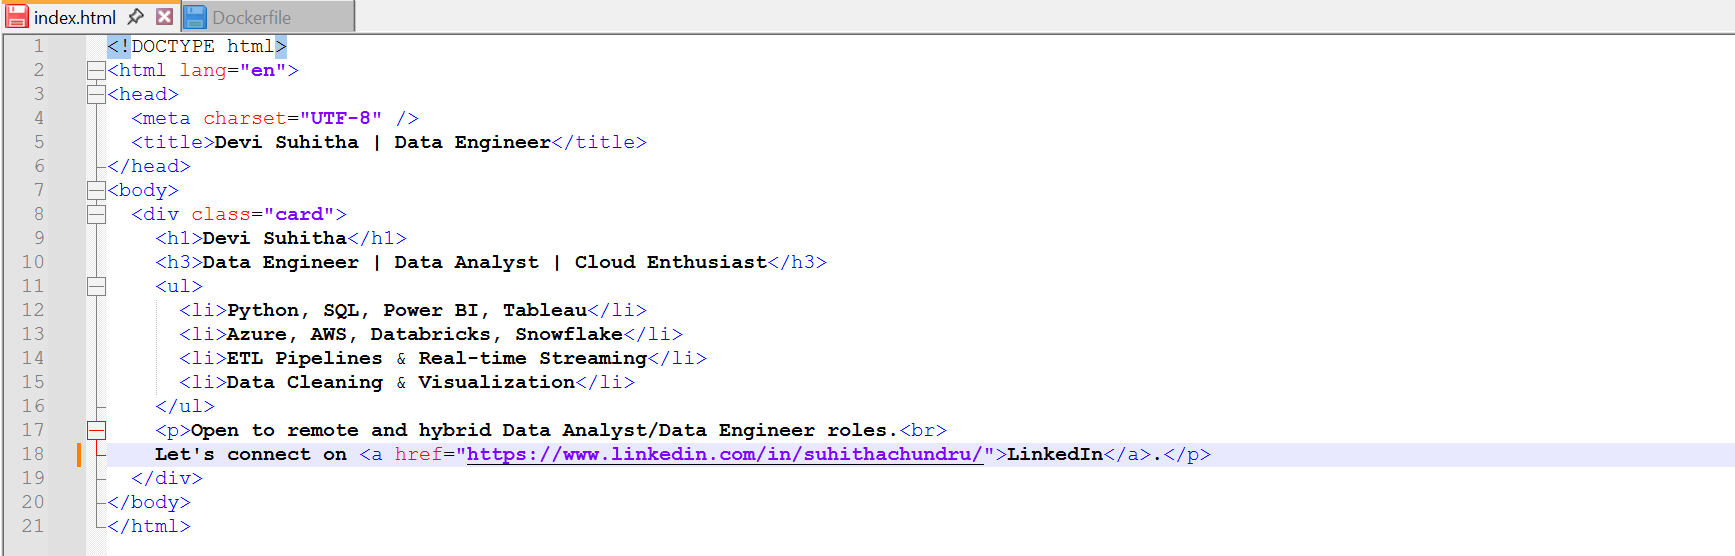 index.html Dockerfile
1 <!DOCTYPE html>
2 <html lang="en">
3 <head>
4 <meta charset="UTF-8" />
5 <title>Devi Suhitha | Data Engineer</title>
6 </head>
7 <body>
8 <div class="card">
9 <h1>Devi Suhitha</h1>
10 <h3>Data Engineer | Data Analyst | Cloud Enthusiast</h3>
11 <ul>
12 <li>Python, SQL, Power BI, Tableau</li>
13 <li>Azure, AWS, Databricks, Snowflake</li>
14 <li>ETL Pipelines & Real-time Streaming</li>
15 <li>Data Cleaning & Visualization</li>
16 </ul>
17 <p>Open to remote and hybrid Data Analyst/Data Engineer roles.<br>
18 Let's connect on <a href="https://www.linkedin.com/in/suhithachundru/">LinkedIn</a>.</p>
19 </div>
20 </body>
21 </html>